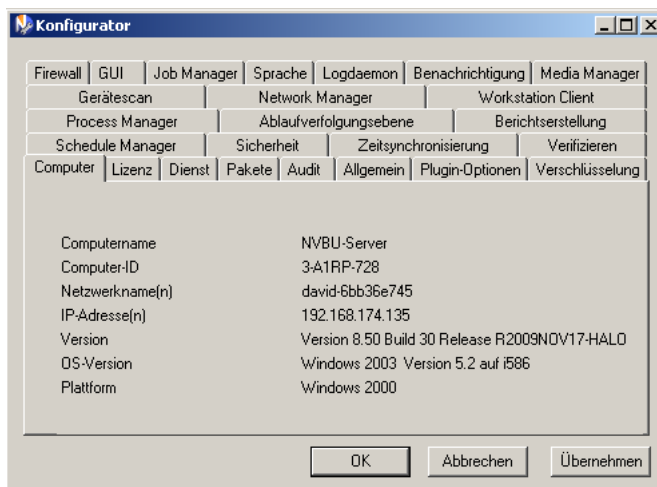 Konfigurator
Firewall GUI Job Manager Sprache Logdaemon Benachrichtigung Media Manager
Gerätescan Network Manager Workstation Client
Process Manager Ablaufverfolgungsebene Berichtserstellung
Schedule Manager Sicherheit Zeitsynchronisierung Verifizieren
Computer Lizenz Dienst Pakete Audit Allgemein Plugin-Optionen Verschlüsselung
Computername NVBU-Server
Computer-ID 3-A1RP-728
Netzwerkname(n) david-6bb36e745
IP-Adresse(n) 192.168.174.135
Version Version 8.50 Build 30 Release R2009NOV17-HALO
OS-Version Windows 2003 Version 5.2 auf i586
Plattform Windows 2000
OK Abbrechen Übernehmen